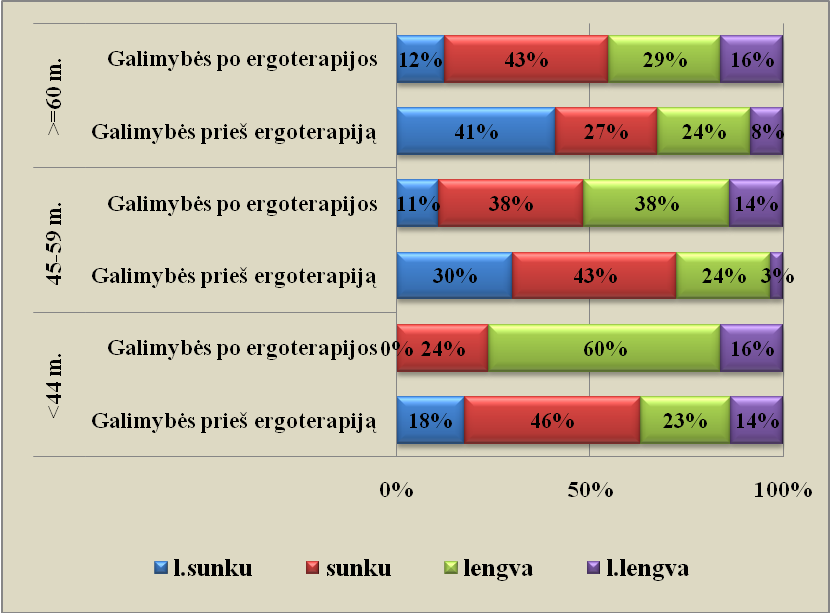 >=60 m.
Galimybės po ergoterapijos 12% 43% 29% 16%
Galimybės prieš ergoterapiją 41% 27% 24% 8%
45-59 m.
Galimybės po ergoterapijos 11% 38% 38% 14%
Galimybės prieš ergoterapiją 30% 43% 24% 3%
<44 m.
Galimybės po ergoterapijos 0% 24% 60% 16%
Galimybės prieš ergoterapiją 18% 46% 23% 14%
0% 50% 100%
l.sunku sunku lengva l.lengva